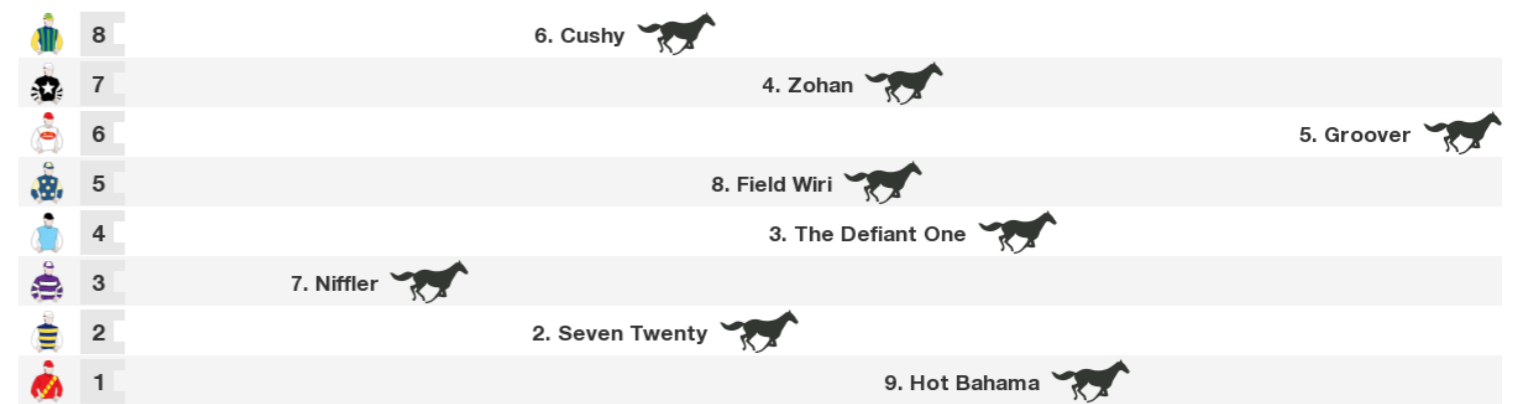 8 6. Cushy
7 4. Zohan
6 5. Groover
5 8. Field Wiri
4 3. The Defiant One
3 7. Niffler
2 2. Seven Twenty
1 9. Hot Bahama